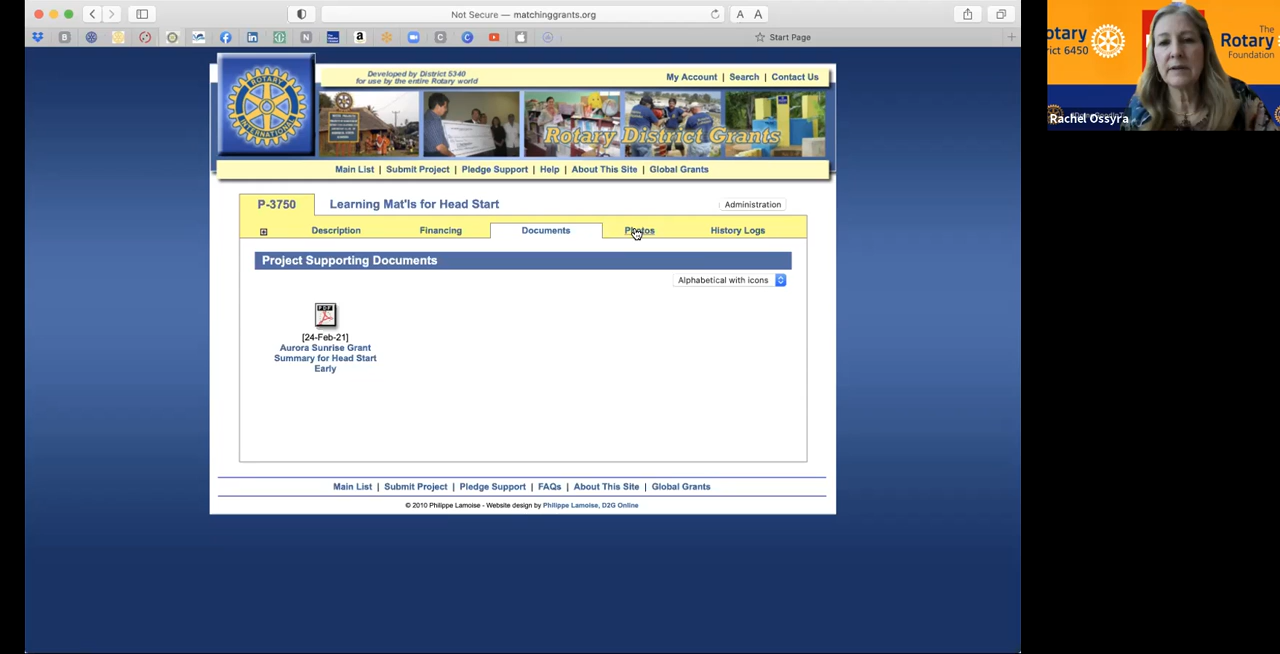 Not Secure — matchinggrants.org
A A
Start Page
Developed by District 5340
for use by the entire Rotary world
My Account | Search | Contact Us
ROTARY INTERNATIONAL
Rotary District Grants
Main List | Submit Project | Pledge Support | Help | About This Site | Global Grants
P-3750 Learning Mat'ls for Head Start Administration
Description Financing Documents Photos History Logs
Project Supporting Documents
Alphabetical with icons
PDF
[24-Feb-21]
Aurora Sunrise Grant
Summary for Head Start
Early
Main List | Submit Project | Pledge Support | FAQs | About This Site | Global Grants
© 2010 Philippe Lamoise - Website design by Philippe Lamoise, D2G Online
otary
rict 6450
The
Rotary
Foundation
Rachel Ossyra